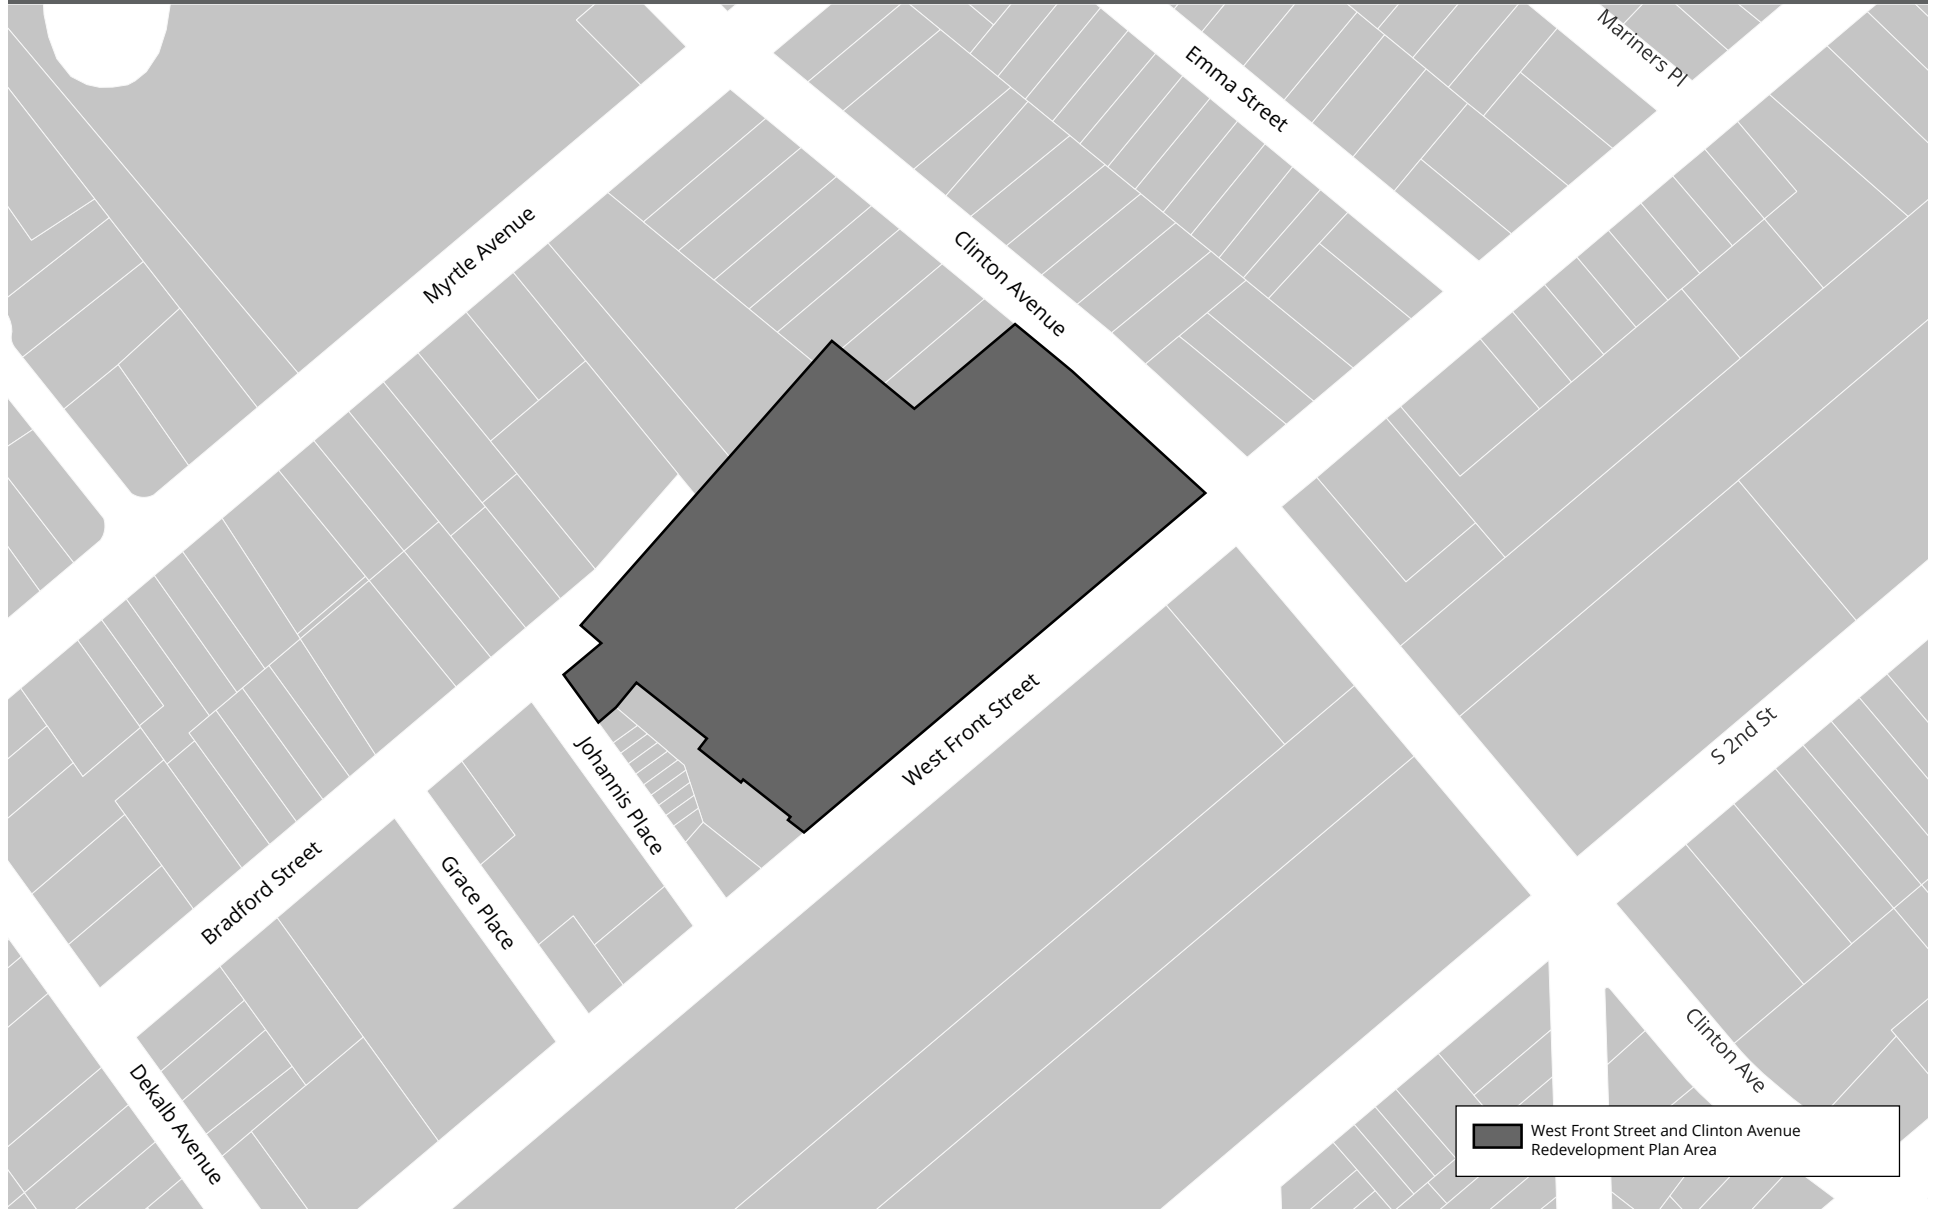 Mariners Pl
Emma Street
Myrtle Avenue
Clinton Avenue
West Front Street
S 2nd St
Johannis Place
Grace Place
Bradford Street
Clinton Ave
Dekalb Avenue
West Front Street and Clinton Avenue
Redevelopment Plan Area